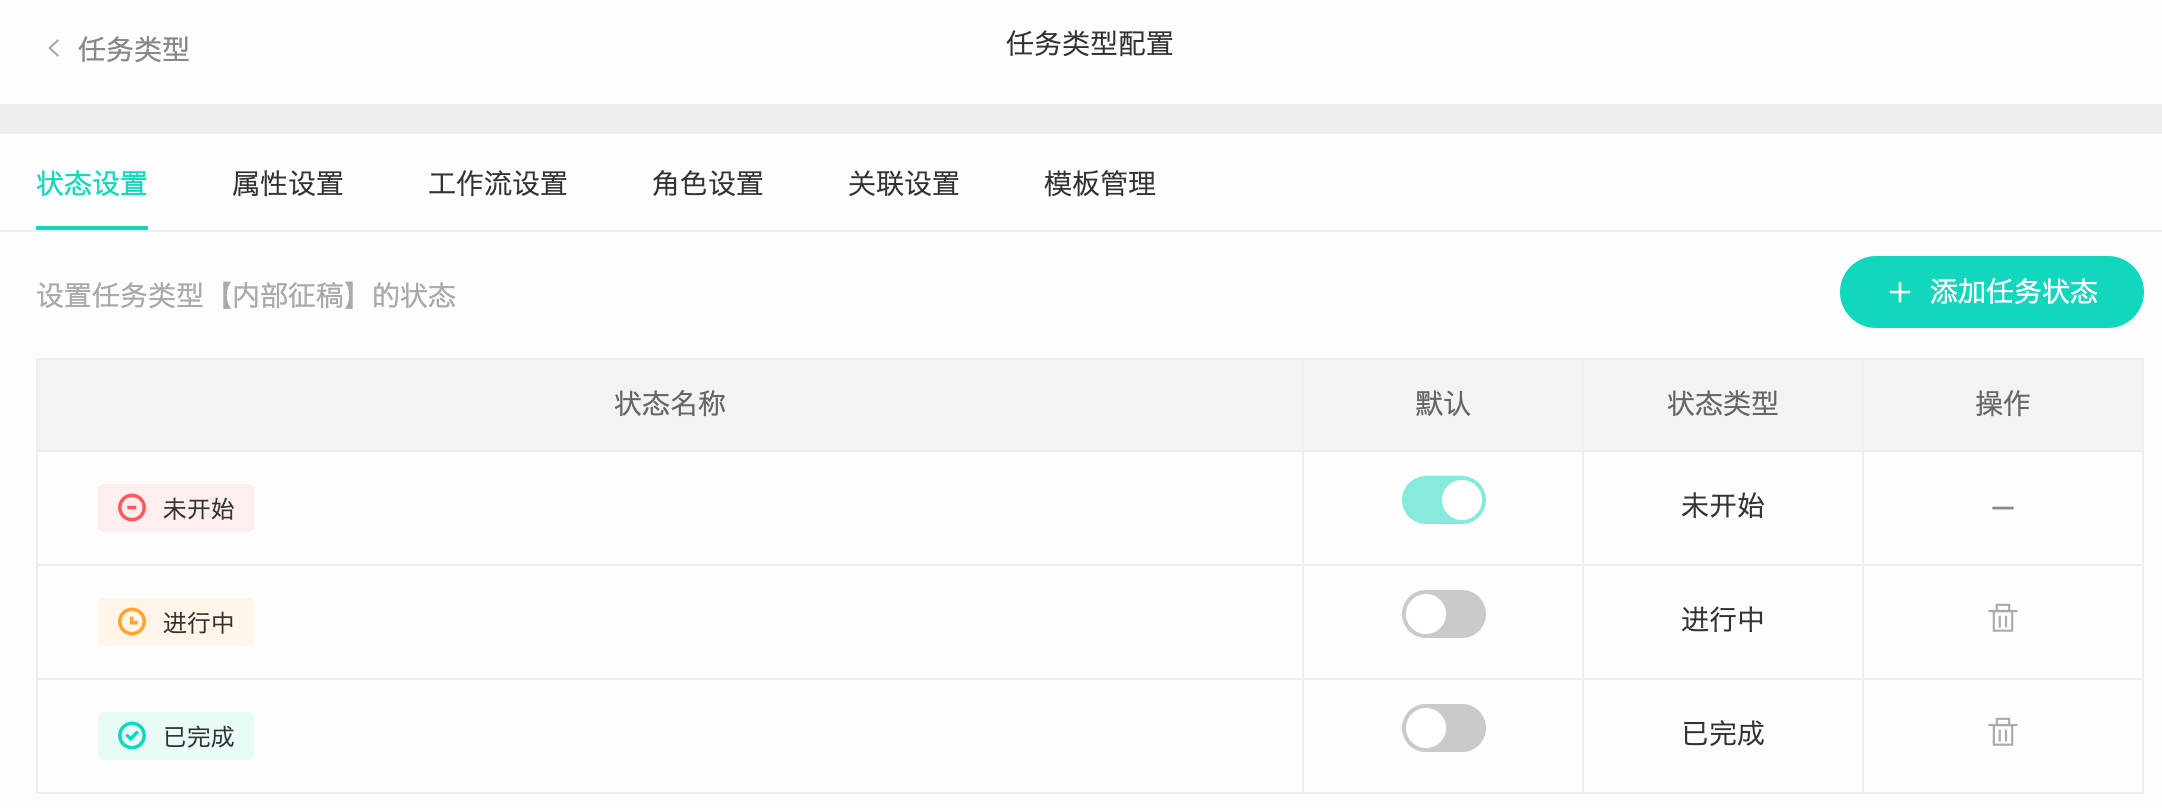 任务类型
任务类型配置
状态设置 属性设置 工作流设置 角色设置 关联设置 模板管理
设置任务类型【内部征稿】的状态
添加任务状态
状态名称 默认 状态类型 操作
未开始 未开始 –
进行中 进行中
已完成 已完成